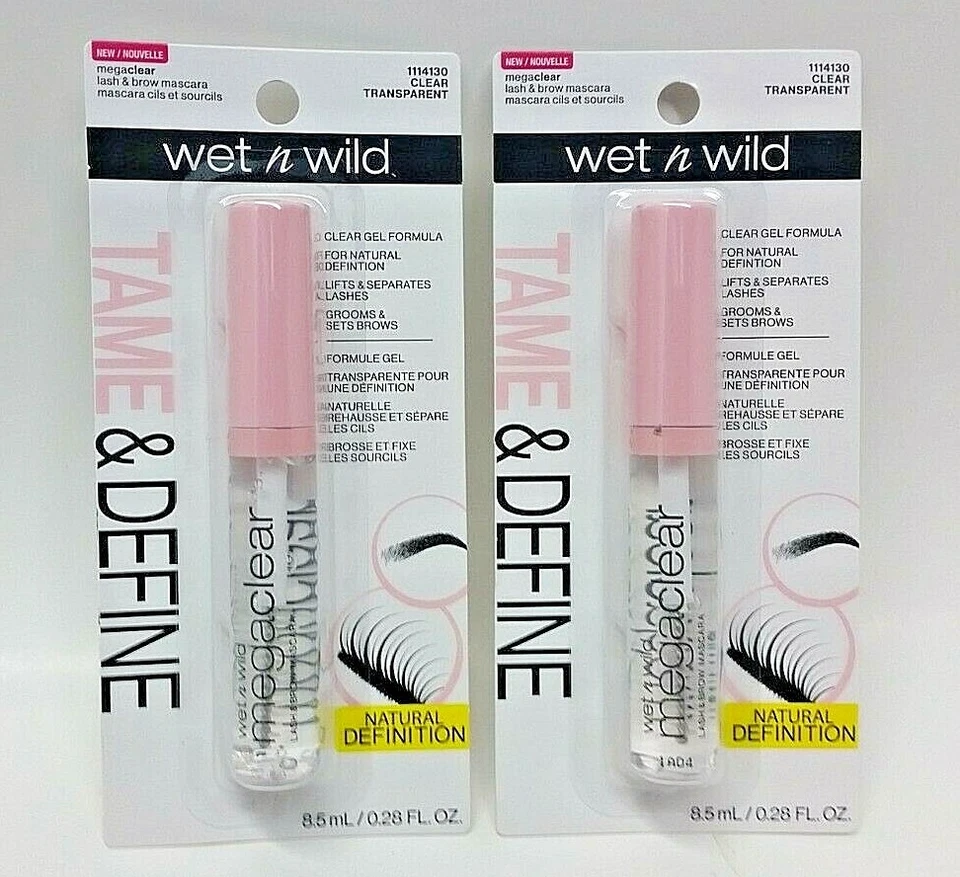 NEW / NOUVELLE
megaclear
lash & brow mascara
mascara cils et sourcils
1114130
CLEAR
TRANSPARENT
wet n wild
TAME & DEFINE
CLEAR GEL FORMULA
FOR NATURAL
DEFINTION
LIFTS & SEPARATES
LASHES
GROOMS &
SETS BROWS
FORMULE GEL
TRANSPARENTE POUR
UNE DÉFINITION
NATURELLE
REHAUSSE ET SÉPARE
LES CILS
BROSSE ET FIXE
LES SOURCILS
wet n wild
megaclear
LASH & BROW MASCARA
NATURAL
DEFINITION
8.5 mL / 0.28 FL. OZ.
NEW / NOUVELLE
megaclear
lash & brow mascara
mascara cils et sourcils
1114130
CLEAR
TRANSPARENT
wet n wild
TAME & DEFINE
CLEAR GEL FORMULA
FOR NATURAL
DEFINTION
LIFTS & SEPARATES
LASHES
GROOMS &
SETS BROWS
FORMULE GEL
TRANSPARENTE POUR
UNE DÉFINITION
NATURELLE
REHAUSSE ET SÉPARE
LES CILS
BROSSE ET FIXE
LES SOURCILS
wet n wild
megaclear
LASH & BROW MASCARA
1A04
NATURAL
DEFINITION
8.5 mL / 0.28 FL. OZ.